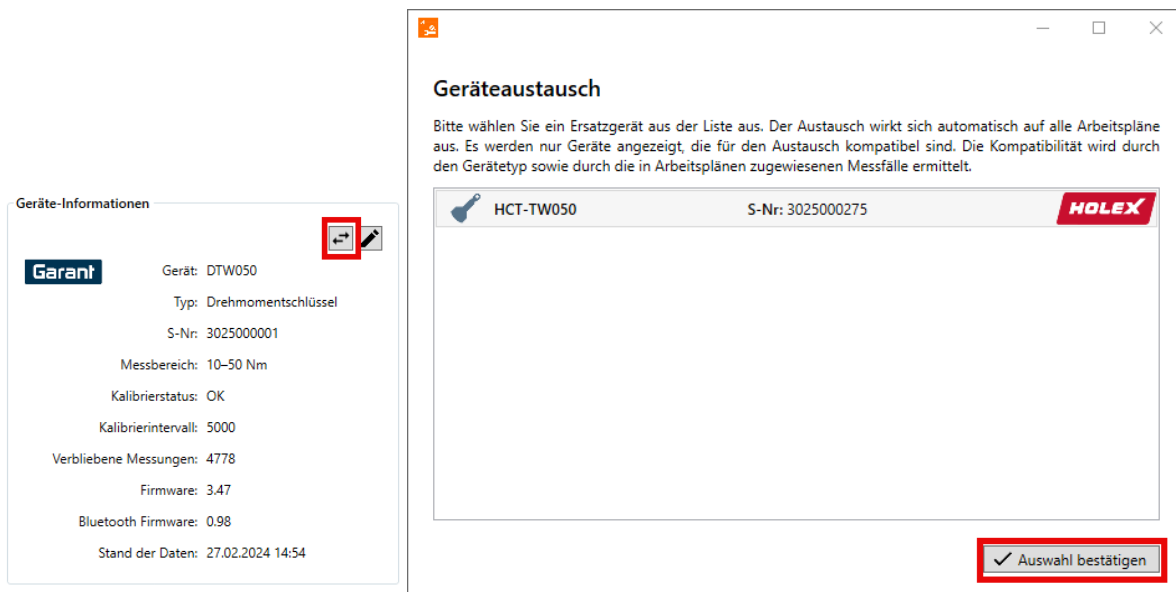 Geräte-Informationen
Garant
Gerät: DTW050
Typ: Drehmomentschlüssel
S-Nr: 3025000001
Messbereich: 10–50 Nm
Kalibrierstatus: OK
Kalibrierintervall: 5000
Verbliebene Messungen: 4778
Firmware: 3.47
Bluetooth Firmware: 0.98
Stand der Daten: 27.02.2024 14:54
Geräteaustausch
Bitte wählen Sie ein Ersatzgerät aus der Liste aus. Der Austausch wirkt sich automatisch auf alle Arbeitspläne
aus. Es werden nur Geräte angezeigt, die für den Austausch kompatibel sind. Die Kompatibilität wird durch
den Gerätetyp sowie durch die in Arbeitsplänen zugewiesenen Messfälle ermittelt.
HCT-TW050 S-Nr: 3025000275 HOLEX
Auswahl bestätigen